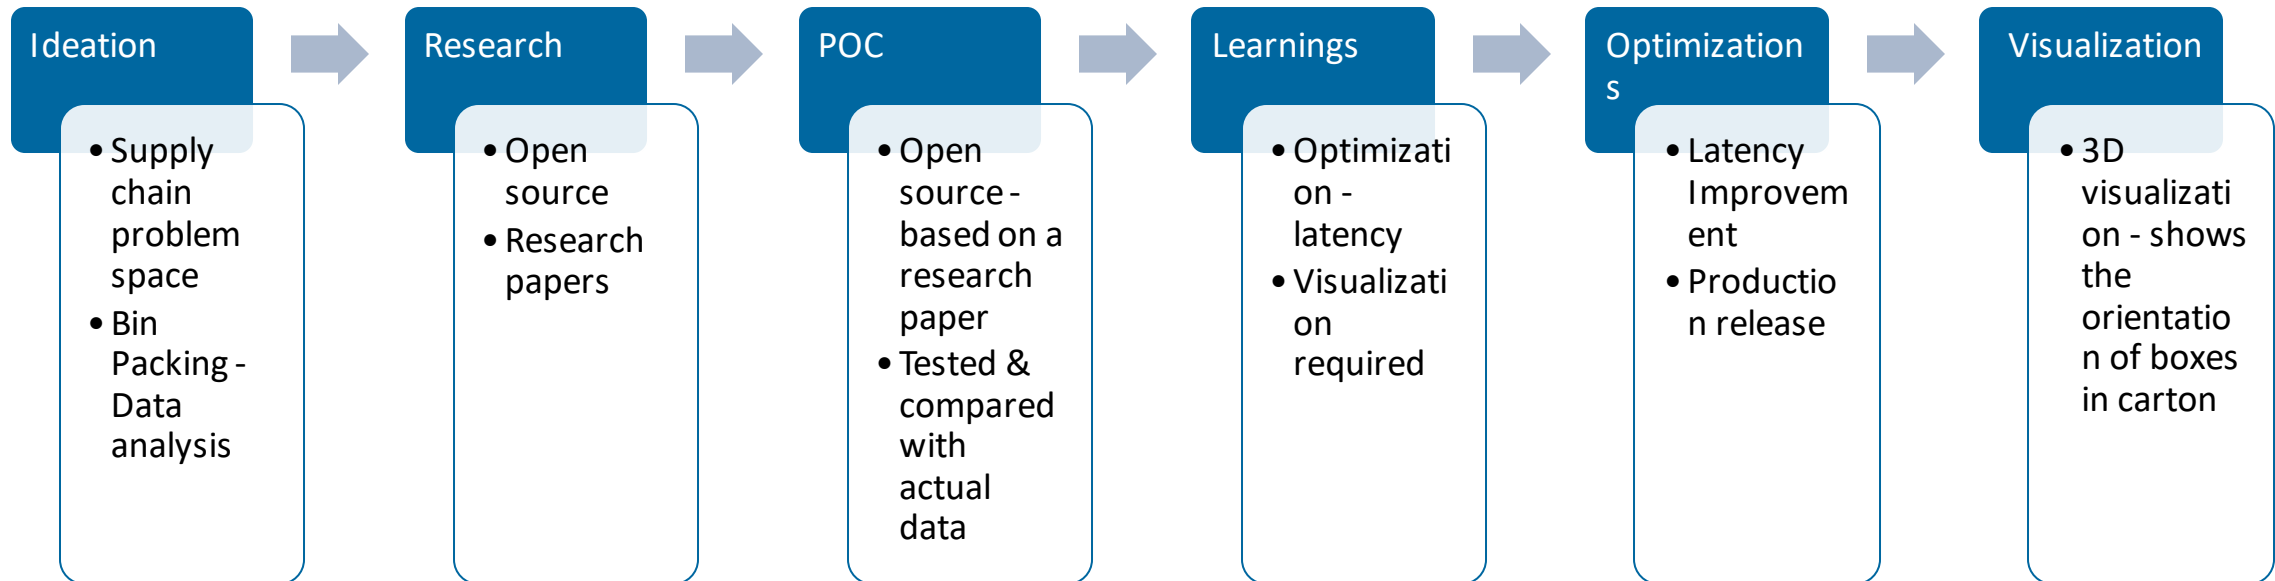 Ideation
• Supply
chain
problem
space
• Bin
Packing -
Data
analysis
Research
• Open
source
• Research
papers
POC
• Open
source -
based on a
research
paper
• Tested &
compared
with
actual
data
Learnings
• Optimizati
on -
latency
• Visualizati
on
required
Optimization
s
• Latency
Improvem
ent
• Productio
n release
Visualization
• 3D
visualizati
on - shows
the
orientatio
n of boxes
in carton